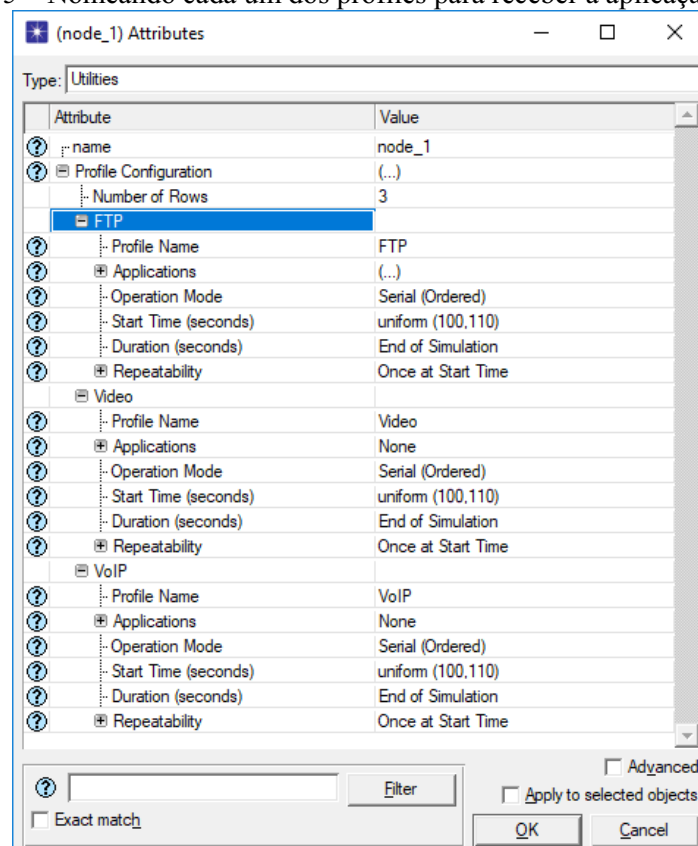 Nomeando cada um dos profiles para receber a
(node_1) Attributes
Type: Utilities
Attribute Value
name node_1
Profile Configuration (...)
Number of Rows 3
FTP
Profile Name FTP
Applications (...)
Operation Mode Serial (Ordered)
Start Time (seconds) uniform (100,110)
Duration (seconds) End of Simulation
Repeatability Once at Start Time
Video
Profile Name Video
Applications None
Operation Mode Serial (Ordered)
Start Time (seconds) uniform (100,110)
Duration (seconds) End of Simulation
Repeatability Once at Start Time
VoIP
Profile Name VoIP
Applications None
Operation Mode Serial (Ordered)
Start Time (seconds) uniform (100,110)
Duration (seconds) End of Simulation
Repeatability Once at Start Time
Advanced
Filter
Apply to selected objects
Exact match
OK Cancel